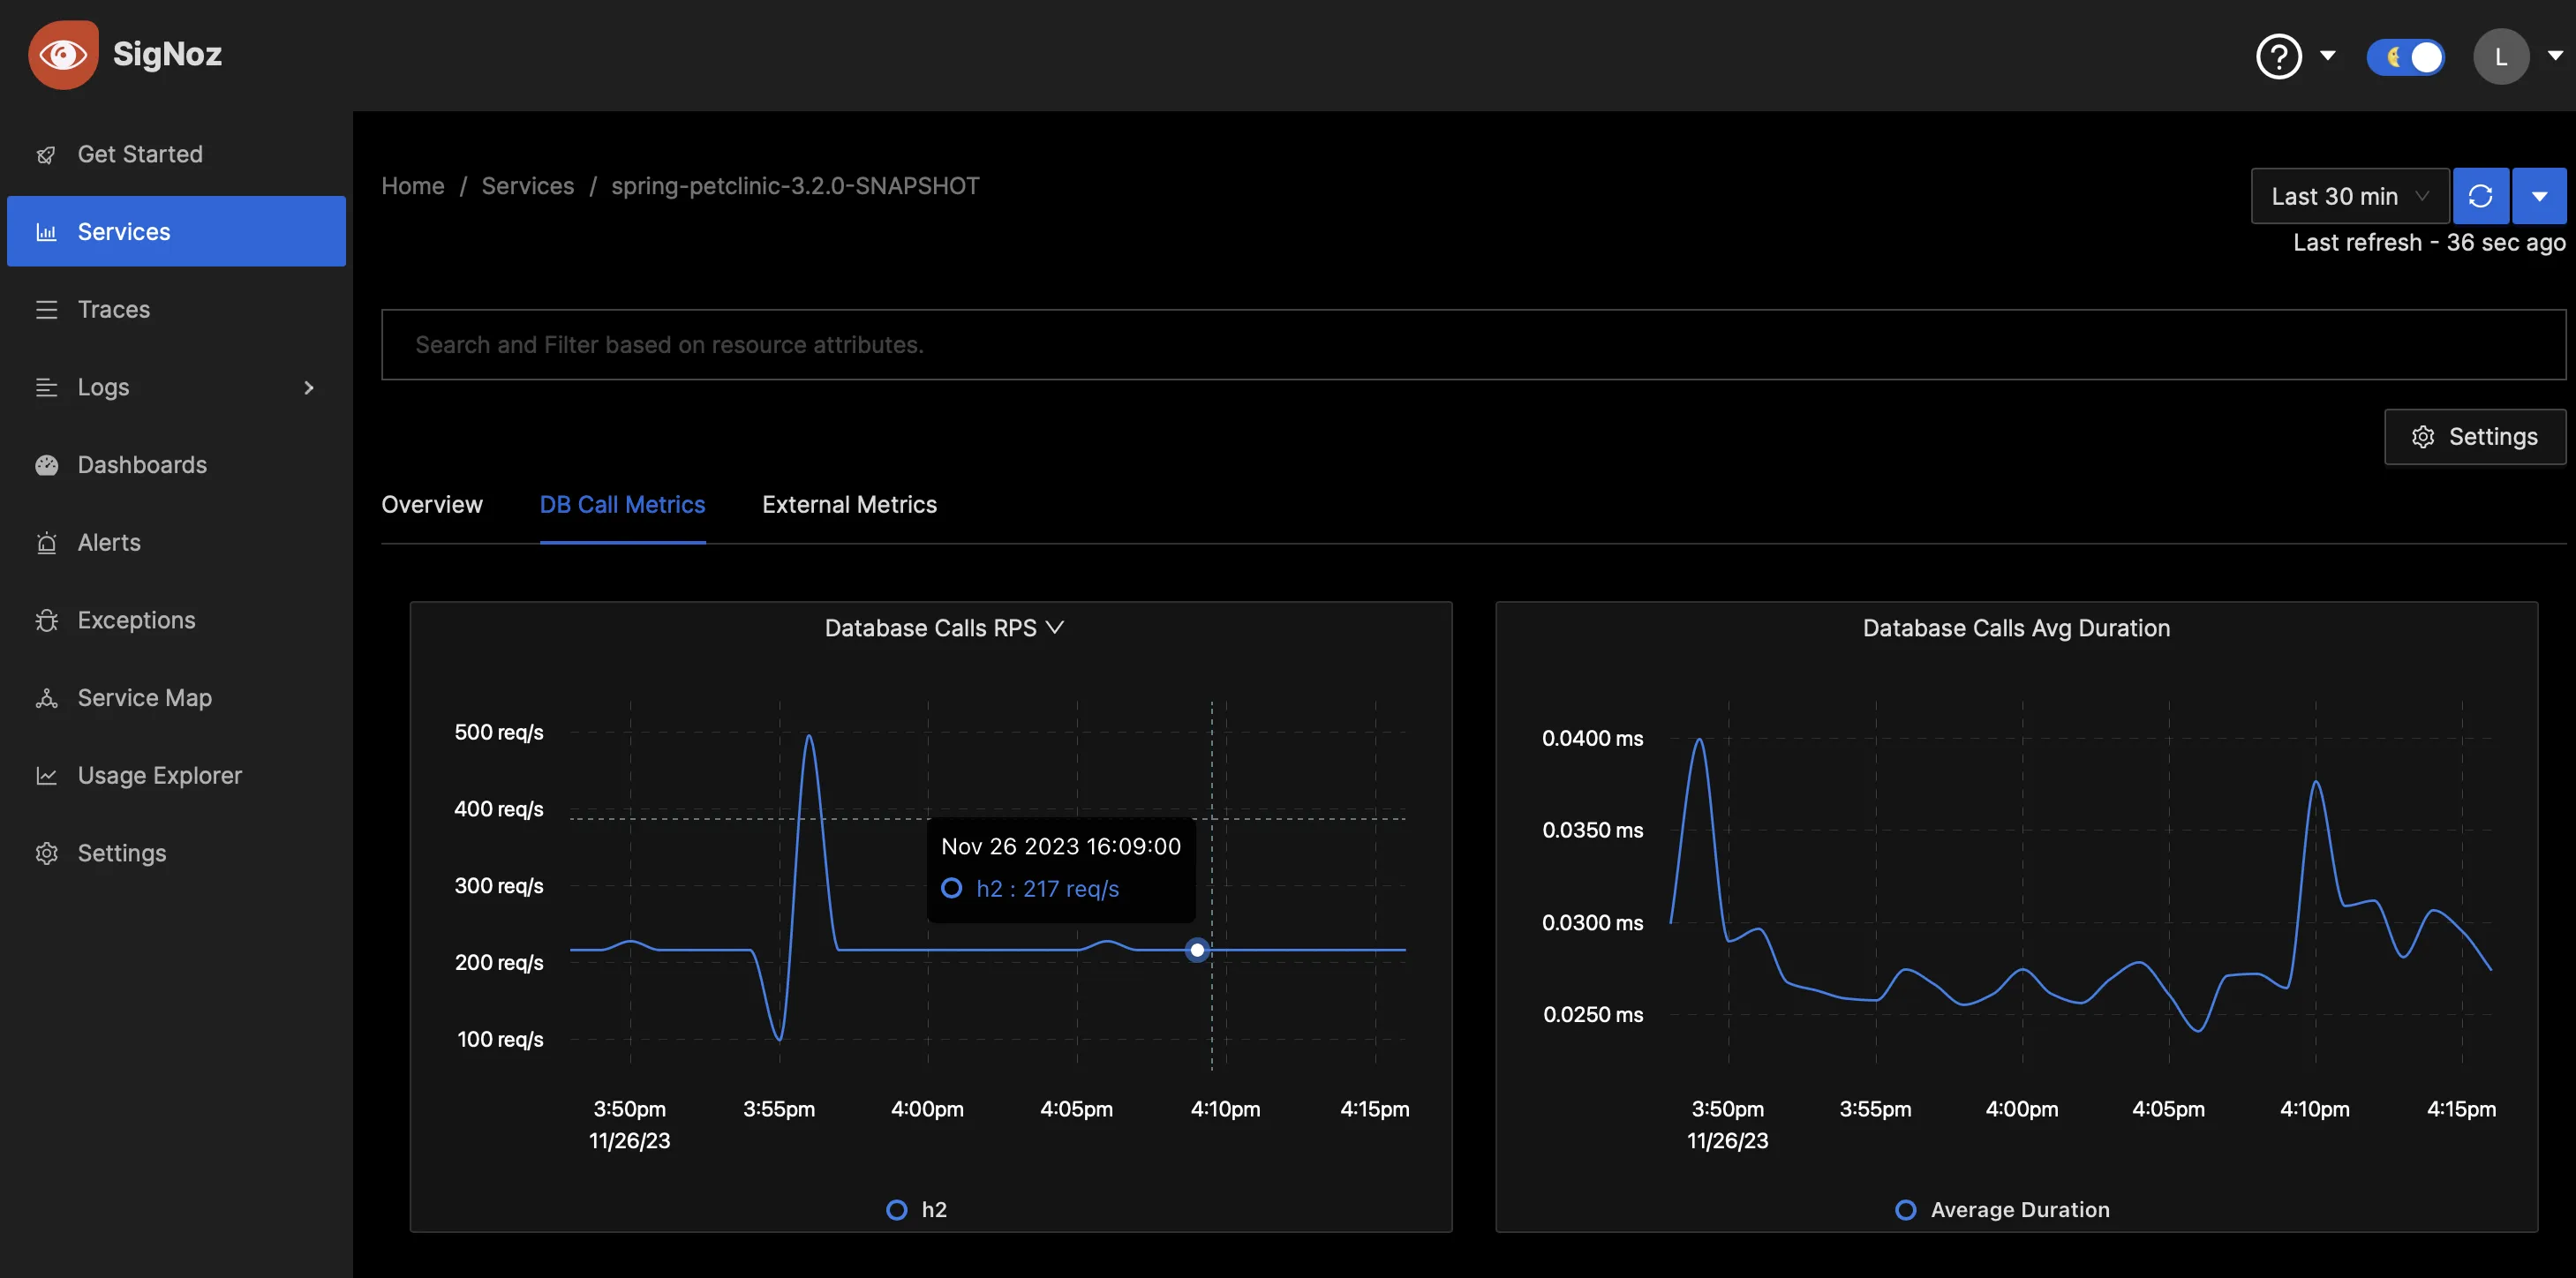 SigNoz
L
Get Started
Services
Traces
Logs
Dashboards
Alerts
Exceptions
Service Map
Usage Explorer
Settings
Home / Services / spring-petclinic-3.2.0-SNAPSHOT
Last 30 min
Last refresh - 36 sec ago
Search and Filter based on resource attributes.
Settings
Overview
DB Call Metrics
External Metrics
Database Calls RPS
500 req/s
400 req/s
300 req/s
200 req/s
100 req/s
Nov 26 2023 16:09:00
h2 : 217 req/s
3:50pm 3:55pm 4:00pm 4:05pm 4:10pm 4:15pm
11/26/23
h2
Database Calls Avg Duration
0.0400 ms
0.0350 ms
0.0300 ms
0.0250 ms
3:50pm 3:55pm 4:00pm 4:05pm 4:10pm 4:15pm
11/26/23
Average Duration